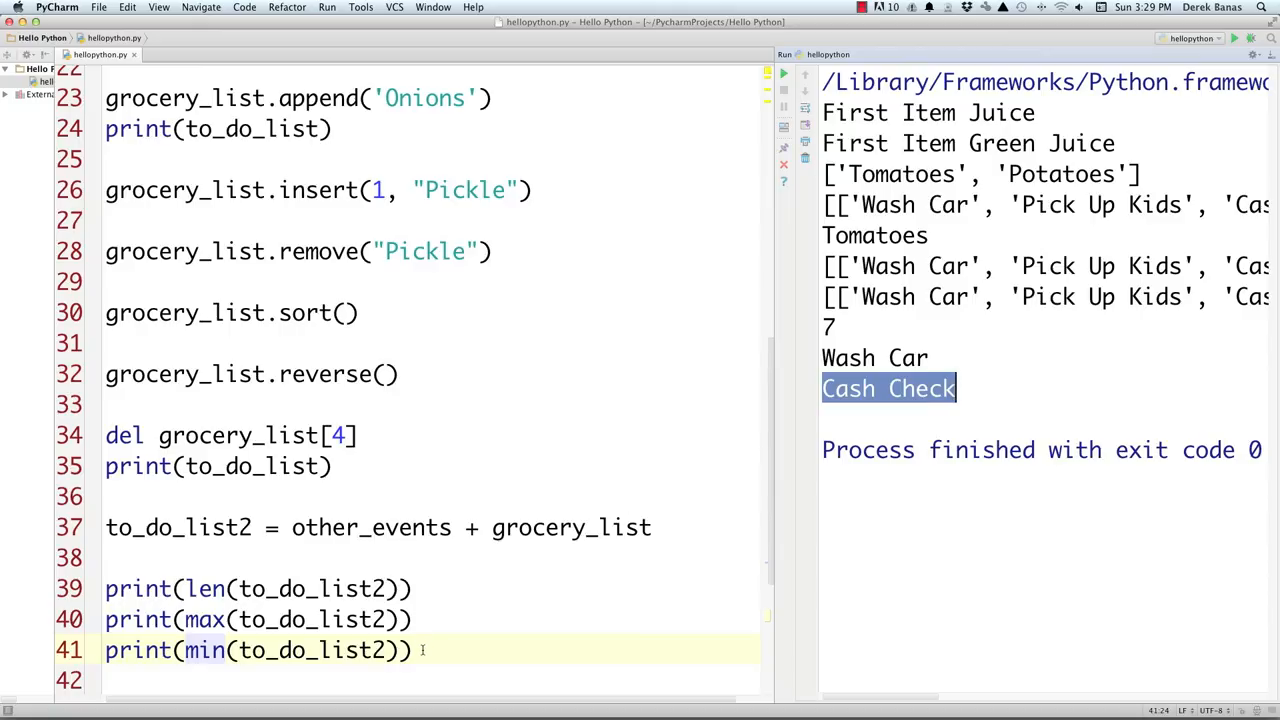 PyCharm File Edit View Navigate Code Refactor Run Tools VCS Window Help 10 Sun 3:29 PM Derek Banas
hellopython.py - Hello Python - [~/PycharmProjects/Hello Python]
Hello Python hellopython.py hellopython
hellopython.py
Run hellopython
Hello P
hell
Externa
22
23 grocery_list.append('Onions')
24 print(to_do_list)
25
26 grocery_list.insert(1, "Pickle")
27
28 grocery_list.remove("Pickle")
29
30 grocery_list.sort()
31
32 grocery_list.reverse()
33
34 del grocery_list[4]
35 print(to_do_list)
36
37 to_do_list2 = other_events + grocery_list
38
39 print(len(to_do_list2))
40 print(max(to_do_list2))
41 print(min(to_do_list2))
42
/Library/Frameworks/Python.framewo
First Item Juice
First Item Green Juice
['Tomatoes', 'Potatoes']
[['Wash Car', 'Pick Up Kids', 'Cas
Tomatoes
[['Wash Car', 'Pick Up Kids', 'Cas
[['Wash Car', 'Pick Up Kids', 'Cas
7
Wash Car
Cash Check
Process finished with exit code 0
41:24 LF UTF-8